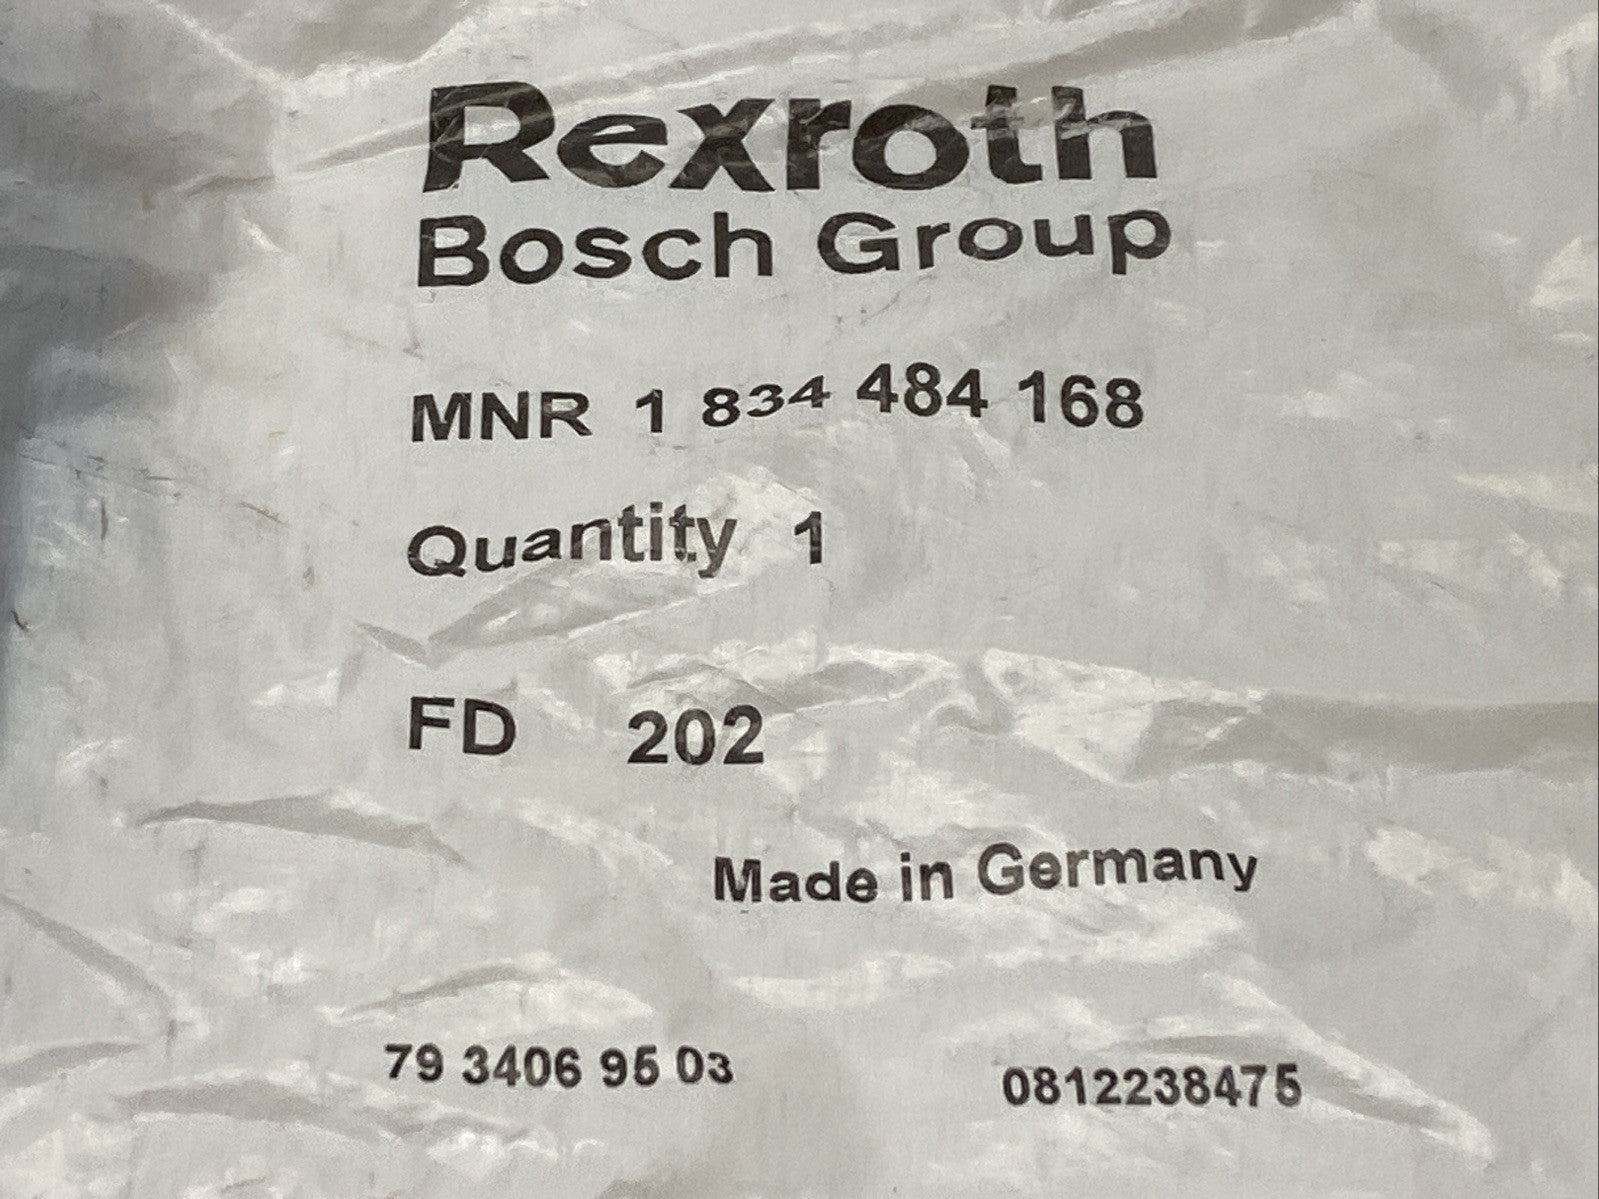 Rexroth
Bosch Group
MNR 1 834 484 168
Quantity 1
FD 202
Made in Germany
79 3406 95 03 0812238475